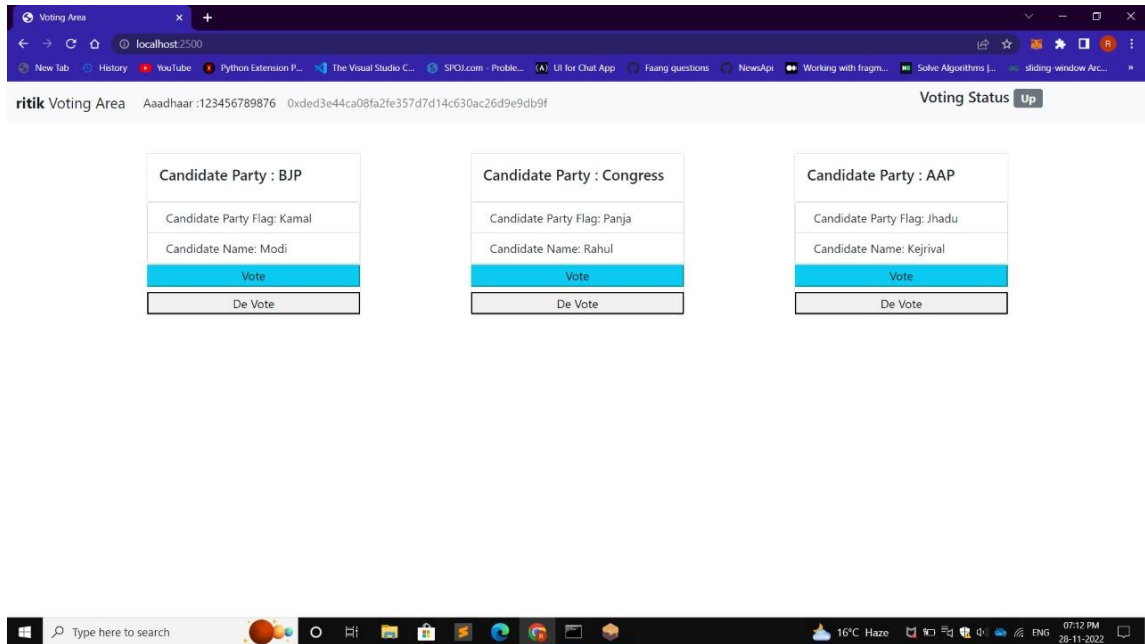 Voting Area
localhost:2500
New Tab History YouTube Python Extension P... The Visual Studio C... SPOJ.com - Proble... UI for Chat App Faang questions NewsApi Working with fragm... Solve Algorithms |... sliding-window Arc... »
ritik Voting Area Aaadhaar :123456789876 0xded3e44ca08fa2fe357d7d14c630ac26d9e9db9f Voting Status Up
Candidate Party : BJP
Candidate Party Flag: Kamal
Candidate Name: Modi
Vote
De Vote
Candidate Party : Congress
Candidate Party Flag: Panja
Candidate Name: Rahul
Vote
De Vote
Candidate Party : AAP
Candidate Party Flag: Jhadu
Candidate Name: Kejrival
Vote
De Vote
Type here to search
16°C Haze ENG
07:12 PM
28-11-2022